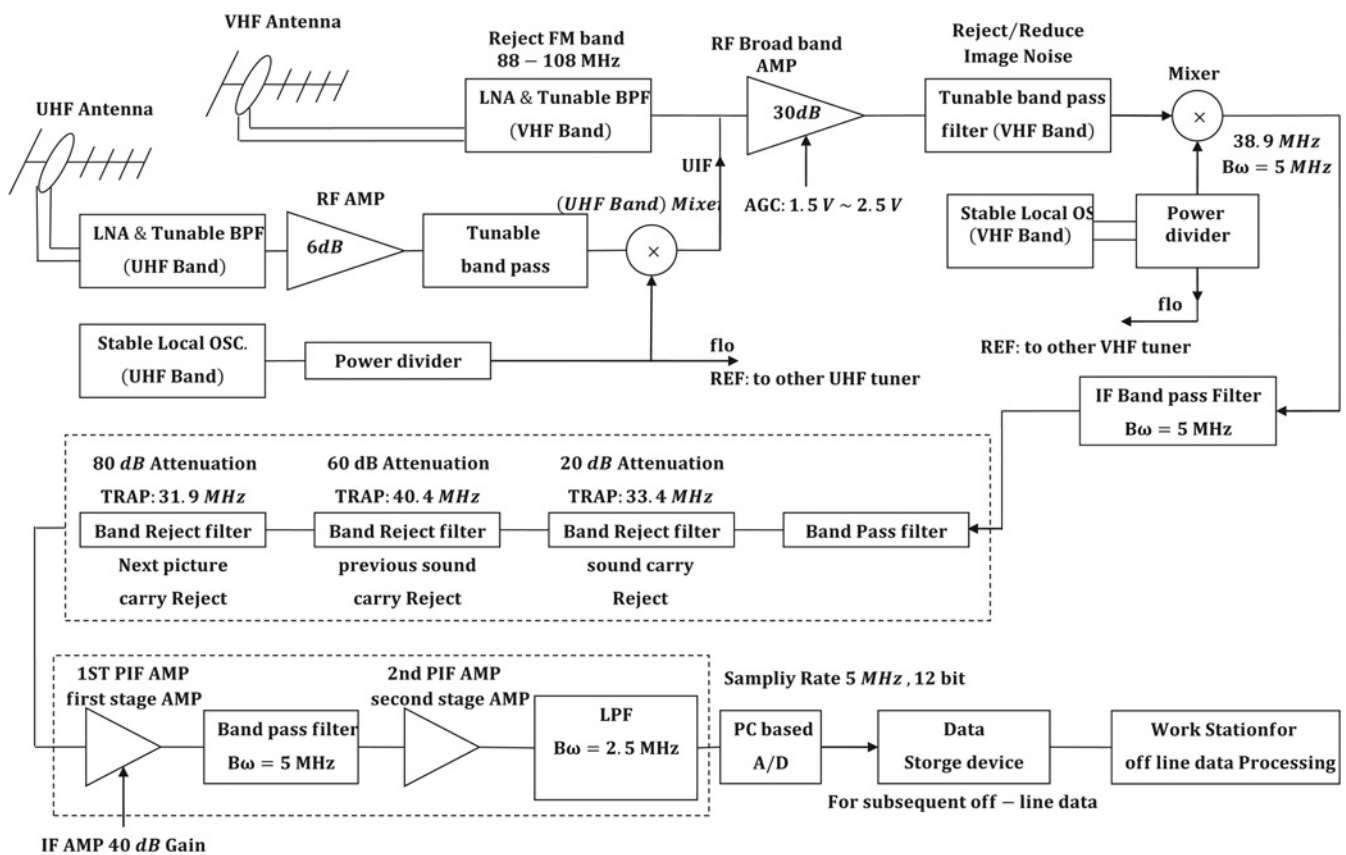 VHF Antenna
Reject FM band
88 − 108 MHz
LNA & Tunable BPF
(VHF Band)
RF Broad band
AMP
30dB
AGC: 1.5 V ~ 2.5 V
Reject/Reduce
Image Noise
Tunable band pass
filter (VHF Band)
Mixer
×
38.9 MHz
Bω = 5 MHz
UHF Antenna
LNA & Tunable BPF
(UHF Band)
RF AMP
6dB
Tunable
band pass
(UHF Band) Mixer
×
UIF
Stable Local OS
(VHF Band)
Power
divider
flo
REF: to other VHF tuner
Stable Local OSC.
(UHF Band)
Power divider
flo
REF: to other UHF tuner
IF Band pass Filter
Bω = 5 MHz
80 dB Attenuation
TRAP: 31.9 MHz
Band Reject filter
Next picture
carry Reject
60 dB Attenuation
TRAP: 40.4 MHz
Band Reject filter
previous sound
carry Reject
20 dB Attenuation
TRAP: 33.4 MHz
Band Reject filter
sound carry
Reject
Band Pass filter
1ST PIF AMP
first stage AMP
Band pass filter
Bω = 5 MHz
2nd PIF AMP
second stage AMP
LPF
Bω = 2.5 MHz
IF AMP 40 dB Gain
Sampliy Rate 5 MHz , 12 bit
PC based
A/D
Data
Storge device
For subsequent off − line data
Work Stationfor
off line data Processing